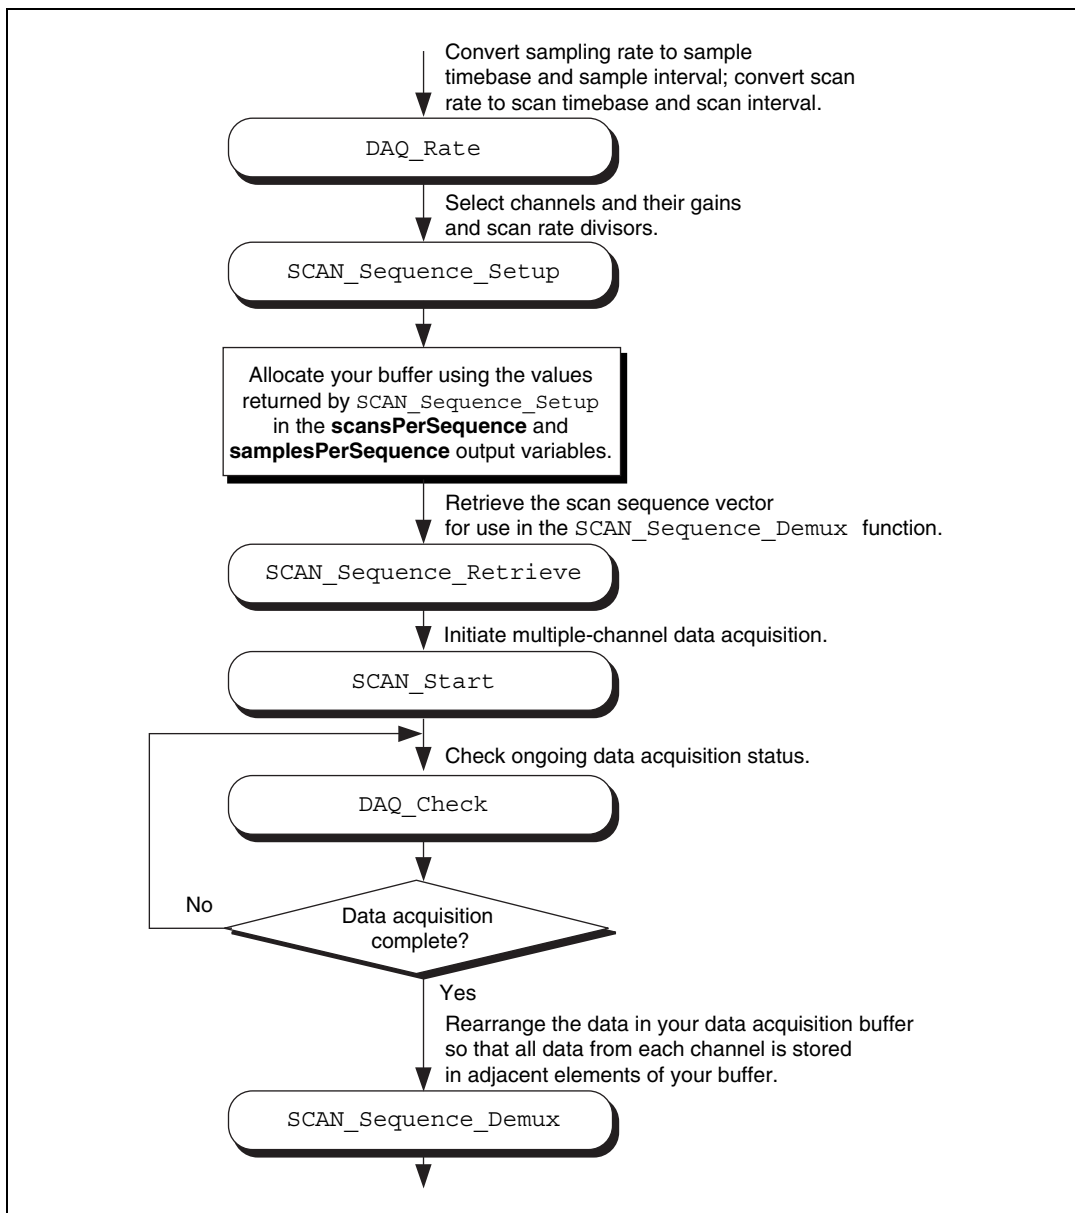 Convert sampling rate to sample
timebase and sample interval; convert scan
rate to scan timebase and scan interval.
DAQ_Rate
Select channels and their gains
and scan rate divisors.
SCAN_Sequence_Setup
Allocate your buffer using the values
returned by SCAN_Sequence_Setup
in the scansPerSequence and
samplesPerSequence output variables.
Retrieve the scan sequence vector
for use in the SCAN_Sequence_Demux function.
SCAN_Sequence_Retrieve
Initiate multiple-channel data acquisition.
SCAN_Start
Check ongoing data acquisition status.
DAQ_Check
No
Data acquisition
complete?
Yes
Rearrange the data in your data acquisition buffer
so that all data from each channel is stored
in adjacent elements of your buffer.
SCAN_Sequence_Demux